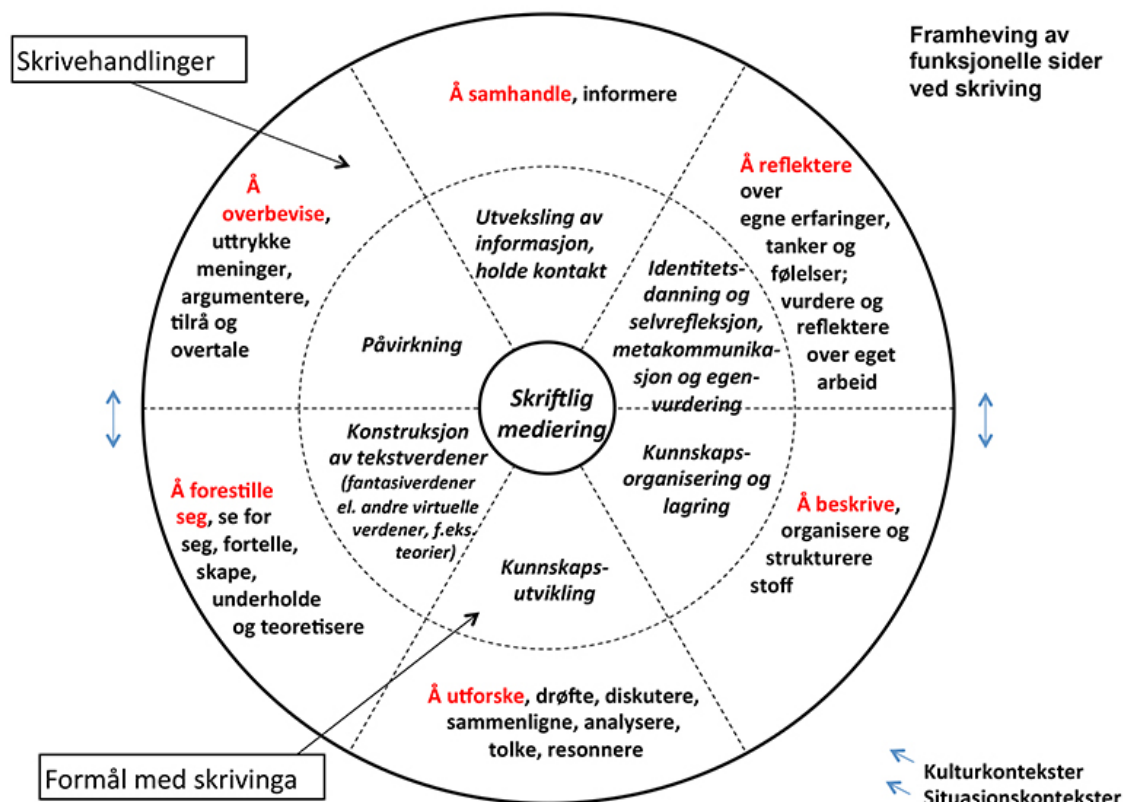 Skrivehandlinger
Framheving av
funksjonelle sider
ved skriving
Å samhandle, informere
Å reflektere
over
egne erfaringer,
tanker og
følelser;
vurdere og
reflektere
over eget
arbeid
Å
overbevise,
uttrykke
meninger,
argumentere,
tilrå og
overtale
Utveksling av
informasjon,
holde kontakt
Identitets-
danning og
selvrefleksjon,
metakommunika-
sjon og egen-
vurdering
Påvirkning
Skriftlig
mediering
Konstruksjon
av tekstverdener
(fantasiverdener
el. andre virtuelle
verdener, f.eks.
teorier)
Kunnskaps-
organisering og
lagring
Å forestille
seg, se for
seg, fortelle,
skape,
underholde
og teoretisere
Å beskrive,
organisere og
strukturere
stoff
Kunnskaps-
utvikling
Å utforske, drøfte, diskutere,
sammenligne, analysere,
tolke, resonnere
Formål med skrivinga
Kulturkontekster
Situasjonskontekster